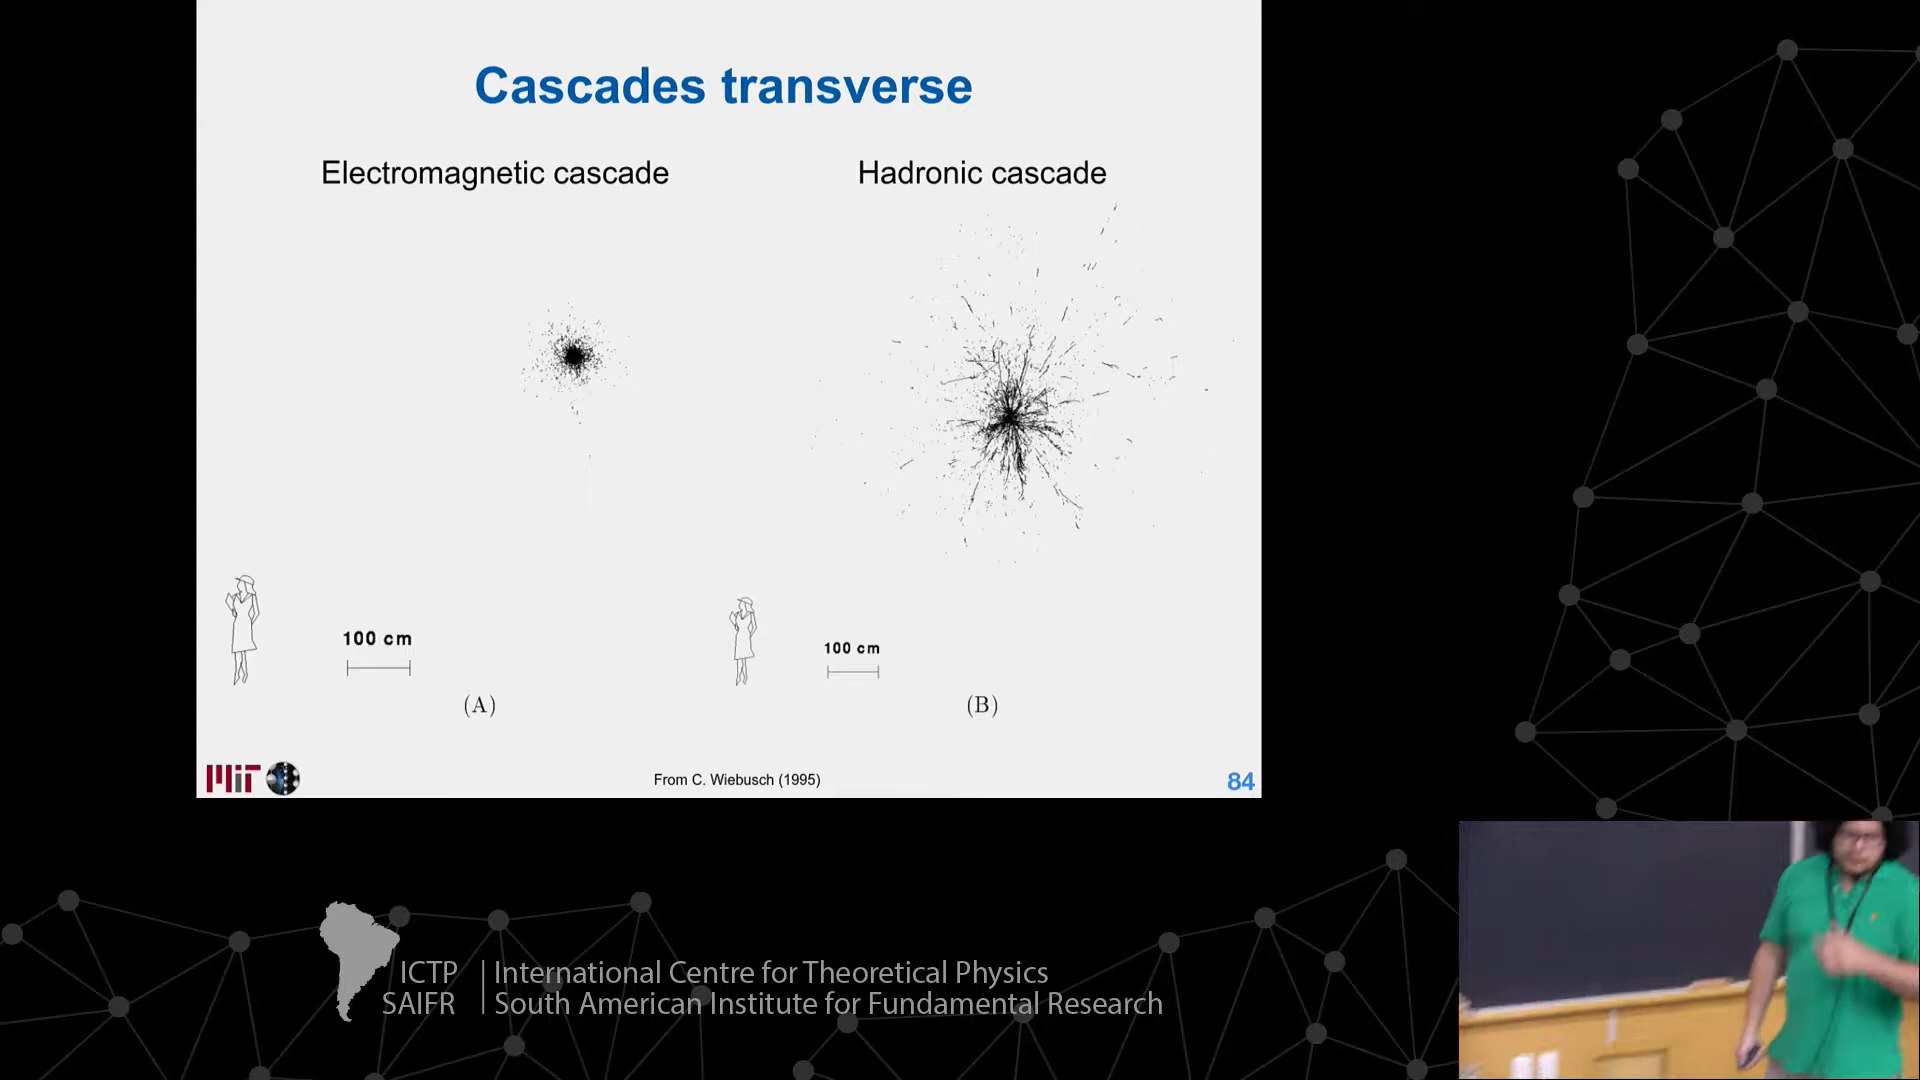 Cascades transverse
Electromagnetic cascade
Hadronic cascade
100 cm
100 cm
(A)
(B)
MIT
From C. Wiebusch (1995)
84
ICTP | International Centre for Theoretical Physics
SAIFR | South American Institute for Fundamental Research